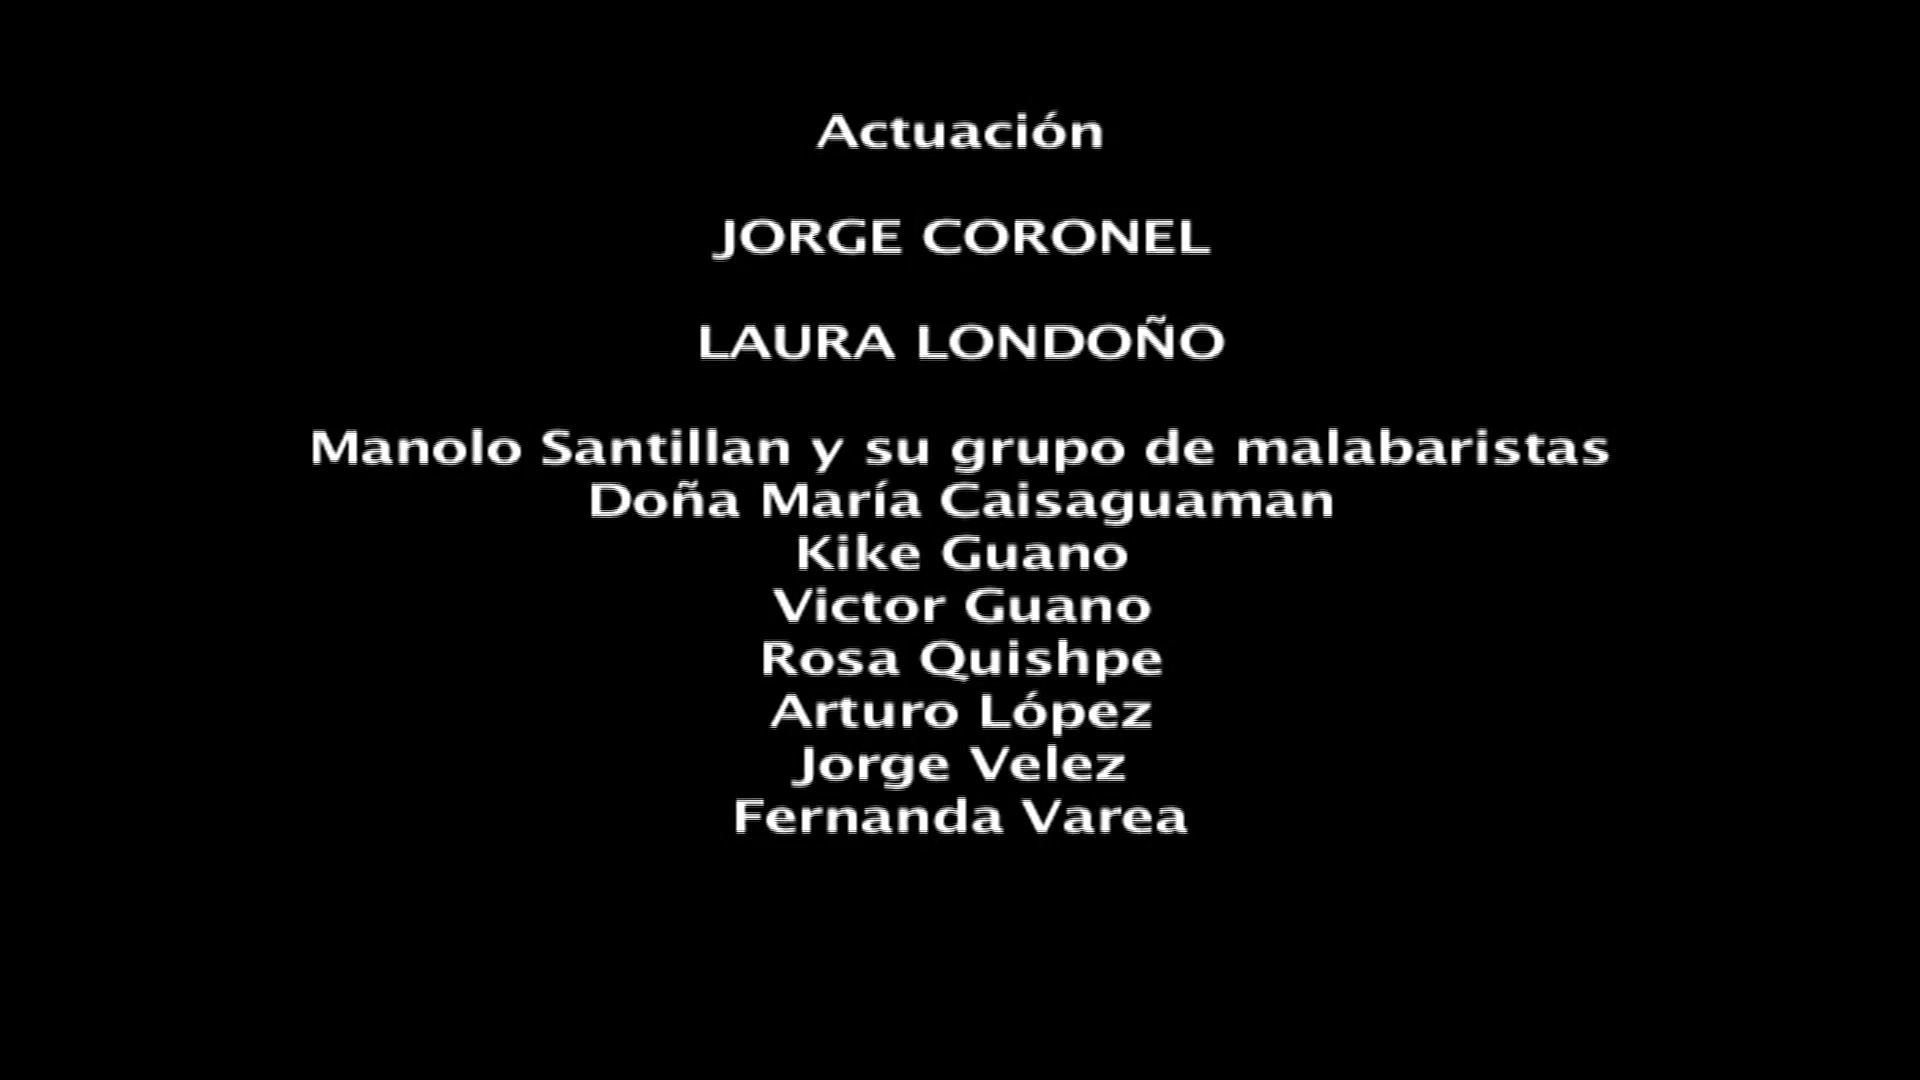 Actuación
JORGE CORONEL
LAURA LONDOÑO
Manolo Santillan y su grupo de malabaristas
Doña María Caisaguaman
Kike Guano
Victor Guano
Rosa Quishpe
Arturo López
Jorge Velez
Fernanda Varea